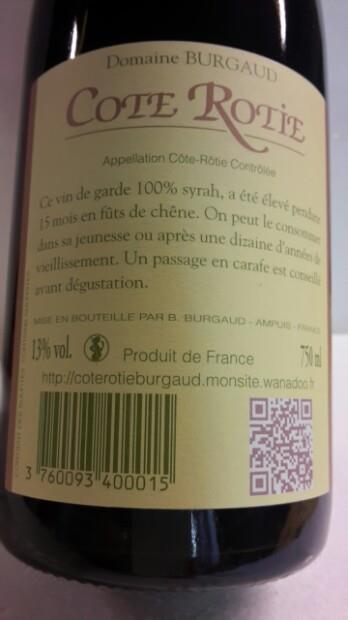 Domaine BURGAUD
COTE ROTIE
Appellation Côte-Rôtie Contrôlée
Ce vin de garde 100% syrah, a été élevé pendant
15 mois en fûts de chêne. On peut le consommer
dans sa jeunesse ou après une dizaine d'années de
vieillissement. Un passage en carafe est conseillé
avant dégustation.
MISE EN BOUTEILLE PAR B. BURGAUD - AMPUIS - FRANCE
13% vol. Produit de France 750 ml
http://coterotieburgaud.monsite.wanadoo.fr
3 760093 400015